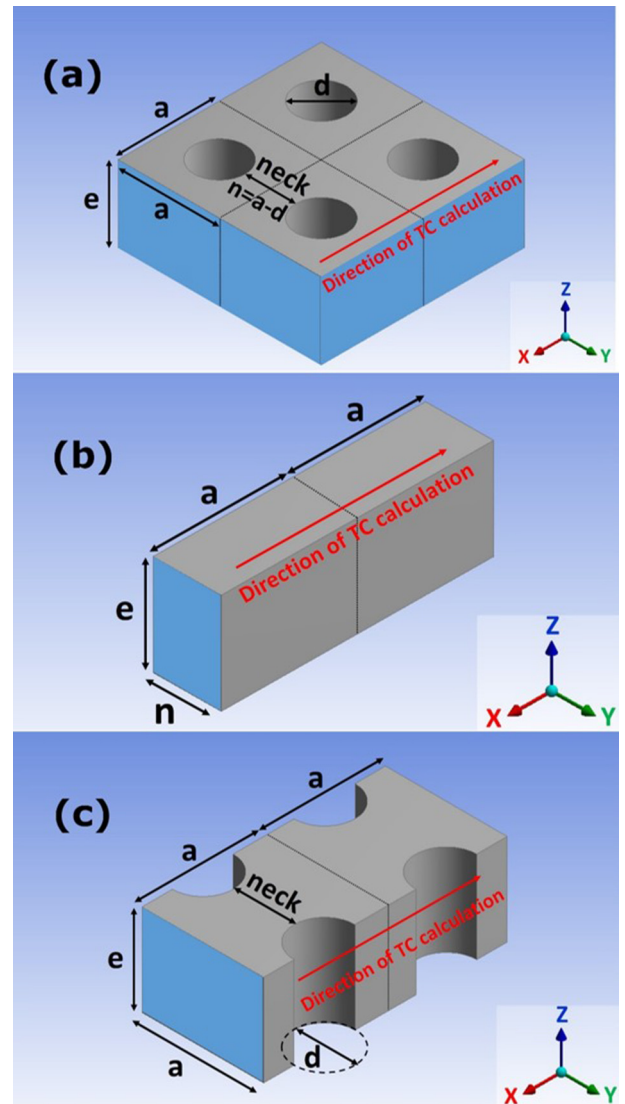 (a)
d
a
neck
n=a-d
e
a
Direction of TC calculation
Z
X
Y
(b)
a
a
Direction of TC calculation
e
n
Z
X
Y
(c)
a
a
neck
e
Direction of TC calculation
a
d
Z
X
Y